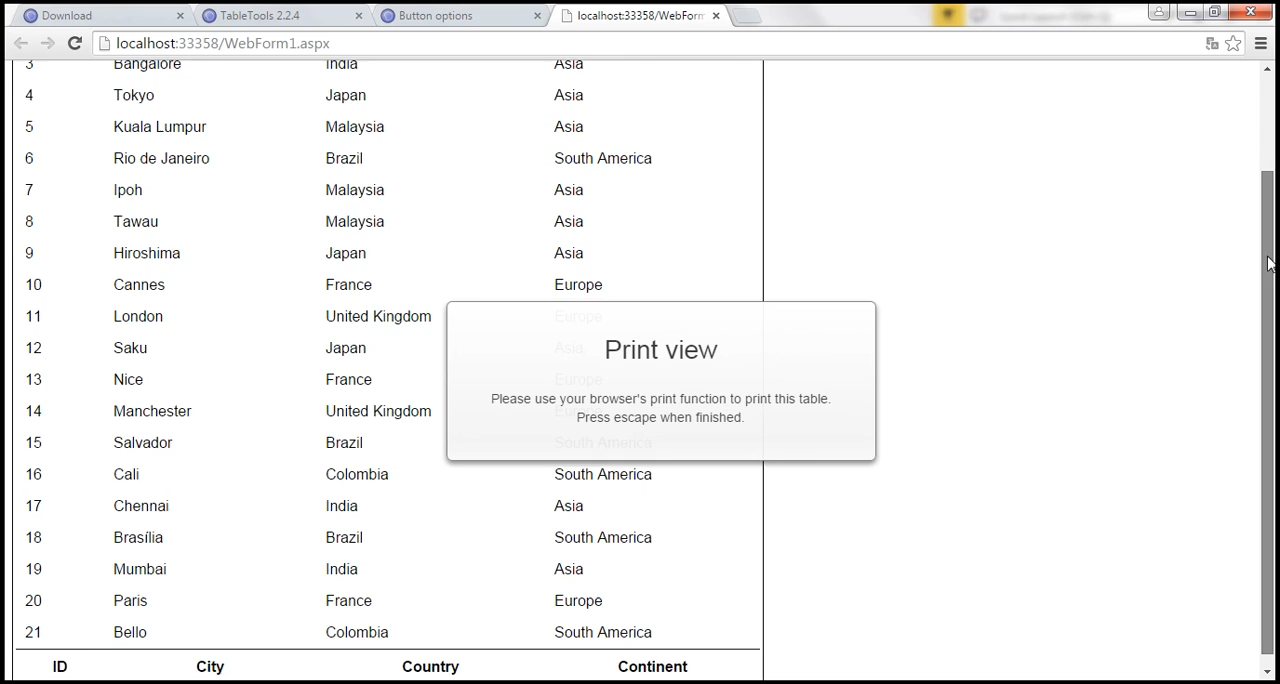 Download TableTools 2.2.4 Button options localhost:33358/WebForm
localhost:33358/WebForm1.aspx
3 Bangalore India Asia
4 Tokyo Japan Asia
5 Kuala Lumpur Malaysia Asia
6 Rio de Janeiro Brazil South America
7 Ipoh Malaysia Asia
8 Tawau Malaysia Asia
9 Hiroshima Japan Asia
10 Cannes France Europe
11 London United Kingdom Europe
12 Saku Japan Asia
13 Nice France Europe
14 Manchester United Kingdom
15 Salvador Brazil South America
16 Cali Colombia South America
17 Chennai India Asia
18 Brasília Brazil South America
19 Mumbai India Asia
20 Paris France Europe
21 Bello Colombia South America
ID City Country Continent
Print view
Please use your browser's print function to print this table.
Press escape when finished.